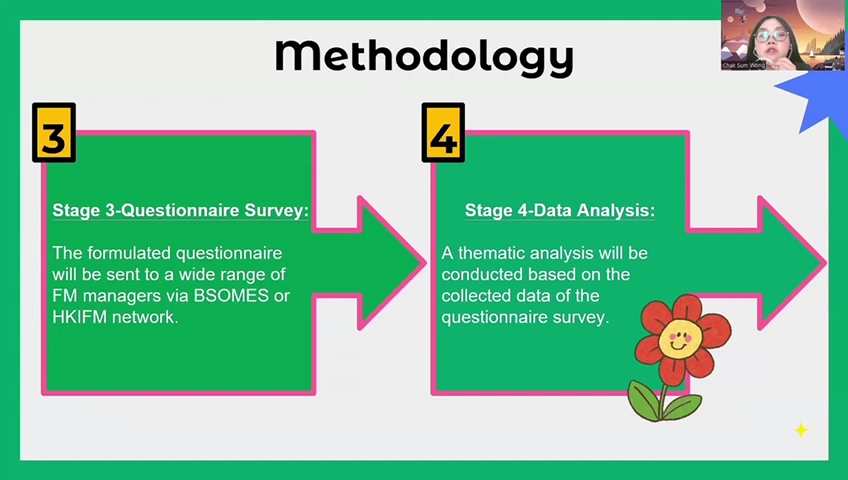 Methodology
Chak Sum Wong
3
Stage 3-Questionnaire Survey:
The formulated questionnaire
will be sent to a wide range of
FM managers via BSOMES or
HKIFM network.
4
Stage 4-Data Analysis:
A thematic analysis will be
conducted based on the
collected data of the
questionnaire survey.